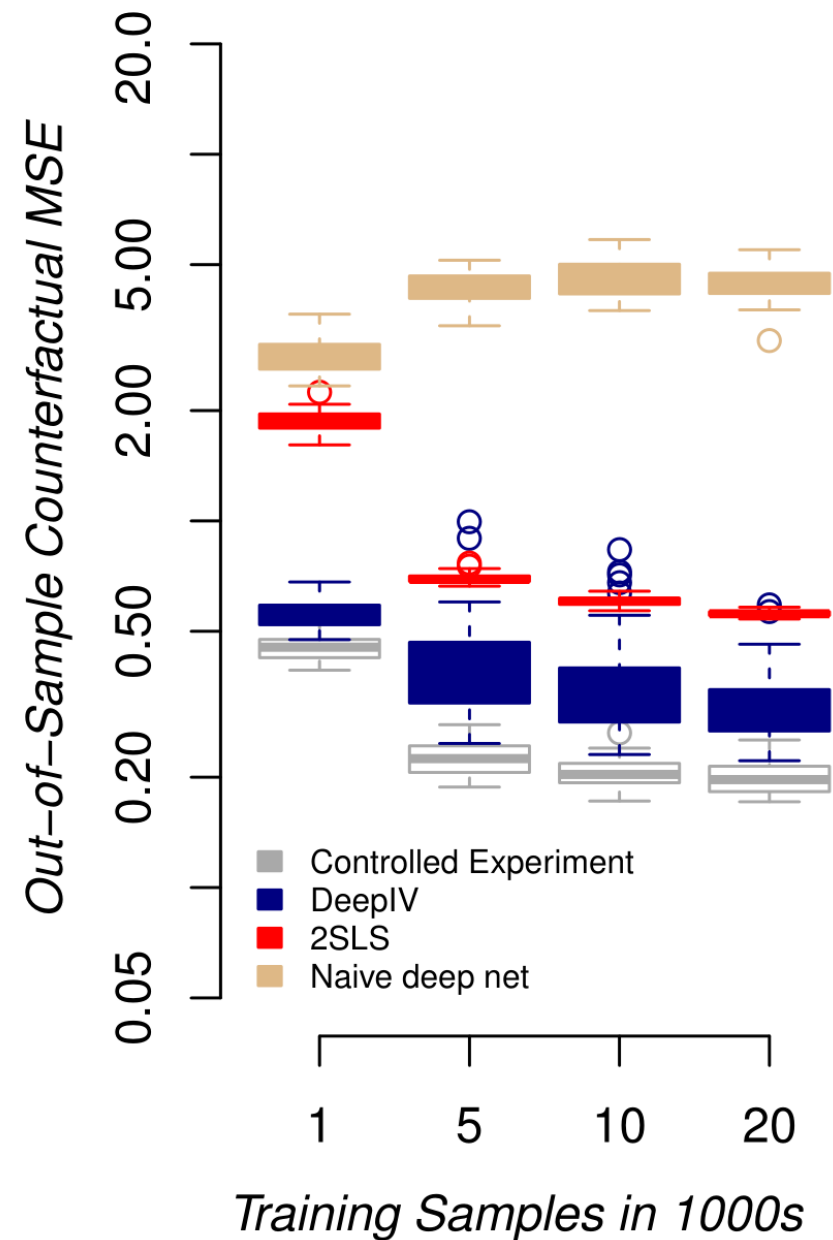 Out−of−Sample Counterfactual MSE
20.0
5.00
2.00
0.50
0.20
0.05
Controlled Experiment
DeepIV
2SLS
Naive deep net
1 5 10 20
Training Samples in 1000s